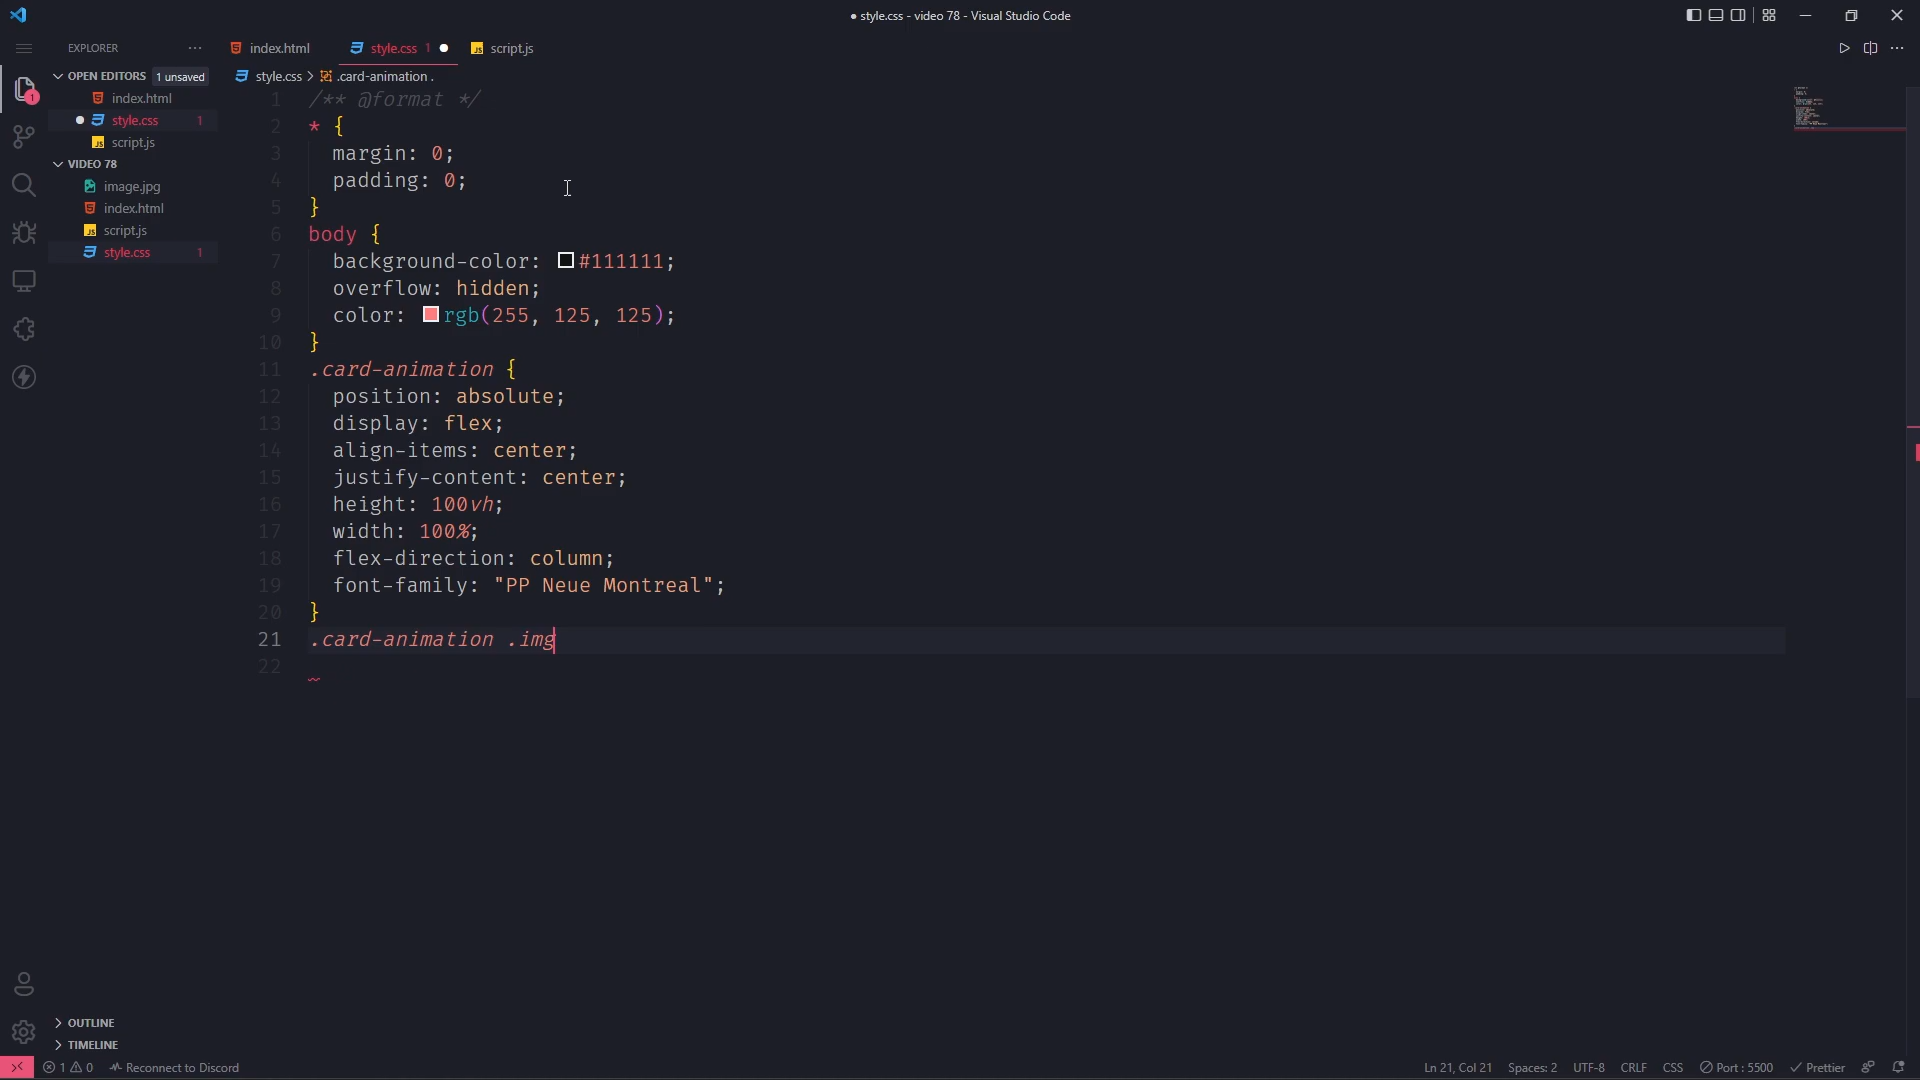 ● style.css - video 78 - Visual Studio Code
EXPLORER
index.html
style.css 1
script.js
OPEN EDITORS 1 unsaved
index.html
style.css 1
script.js
VIDEO 78
image.jpg
index.html
script.js
style.css 1
OUTLINE
TIMELINE
1
style.css > .card-animation .
1 /** @format */
2 * {
3 margin: 0;
4 padding: 0;
5 }
6 body {
7 background-color: #111111;
8 overflow: hidden;
9 color: rgb(255, 125, 125);
10 }
11 .card-animation {
12 position: absolute;
13 display: flex;
14 align-items: center;
15 justify-content: center;
16 height: 100vh;
17 width: 100%;
18 flex-direction: column;
19 font-family: "PP Neue Montreal";
20 }
21 .card-animation .img
22
1 0 Reconnect to Discord
Ln 21, Col 21 Spaces: 2 UTF-8 CRLF CSS Port : 5500 Prettier